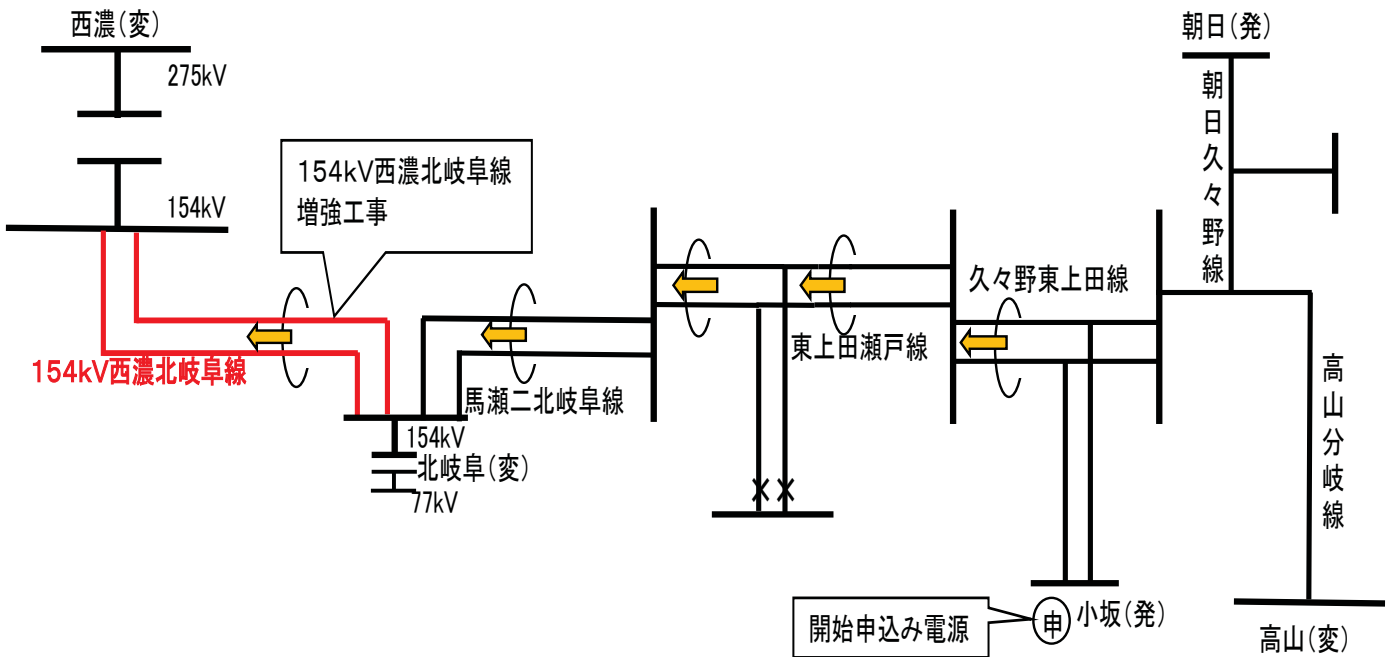 西濃(変)
275kV
154kV
154kV西濃北岐阜線
増強工事
154kV西濃北岐阜線
馬瀬二北岐阜線
154kV
北岐阜(変)
77kV
東上田瀬戸線
久々野東上田線
朝日(発)
朝日久々野線
高山分岐線
開始申込み電源
申
小坂(発)
高山(変)